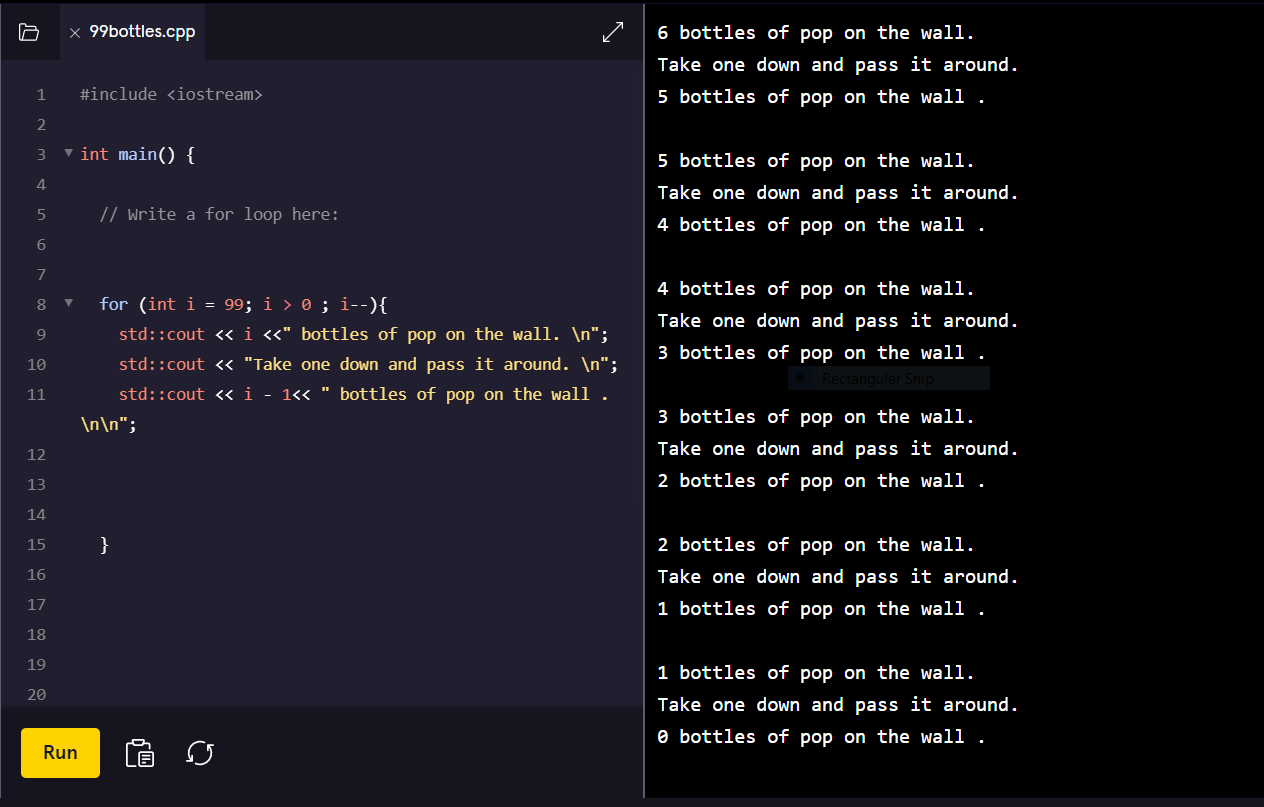 99bottles.cpp
1 #include <iostream>
2
3 int main() {
4
5 // Write a for loop here:
6
7
8 for (int i = 99; i > 0 ; i--){
9 std::cout << i <<" bottles of pop on the wall. \n";
10 std::cout << "Take one down and pass it around. \n";
11 std::cout << i - 1<< " bottles of pop on the wall .
\n\n";
12
13
14
15 }
16
17
18
19
20
Run
6 bottles of pop on the wall.
Take one down and pass it around.
5 bottles of pop on the wall .
5 bottles of pop on the wall.
Take one down and pass it around.
4 bottles of pop on the wall .
4 bottles of pop on the wall.
Take one down and pass it around.
3 bottles of pop on the wall .
Rectangular Snip
3 bottles of pop on the wall.
Take one down and pass it around.
2 bottles of pop on the wall .
2 bottles of pop on the wall.
Take one down and pass it around.
1 bottles of pop on the wall .
1 bottles of pop on the wall.
Take one down and pass it around.
0 bottles of pop on the wall .